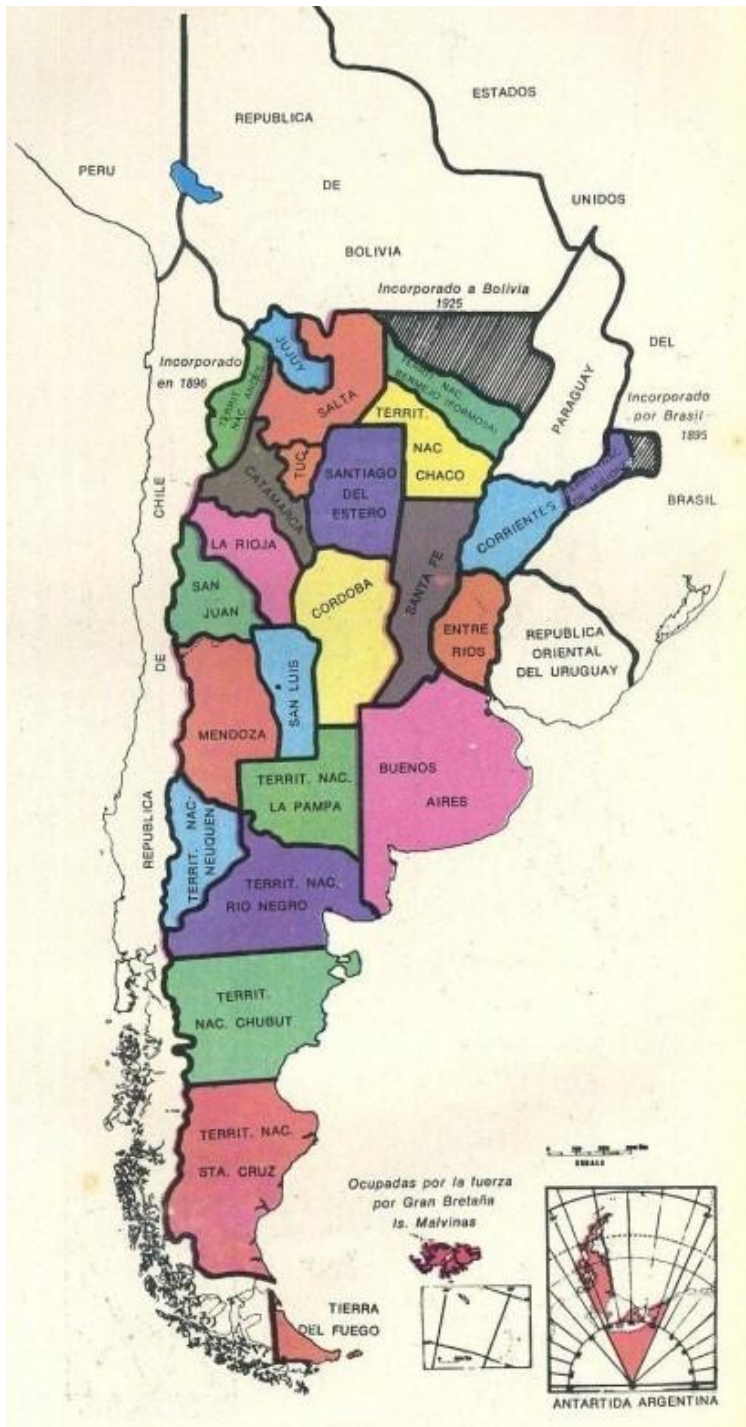 ESTADOS
REPUBLICA
PERU
DE
UNIDOS
BOLIVIA
Incorporado a Bolivia
1925
DEL
JUJUY
Incorporado
en 1896
TERRIT.
NAC. ANDES
SALTA
TERRIT. NAC.
BERMEJO (FORMOSA)
PARAGUAY
Incorporado
por Brasil
1895
TERRIT.
NAC
CHACO
TUC.
CATAMARCA
SANTIAGO
DEL
ESTERO
CHILE
BRASIL
CORRIENTES
LA RIOJA
SANTA FE
SAN
JUAN
CORDOBA
ENTRE
RIOS
REPUBLICA
ORIENTAL
DEL URUGUAY
DE
SAN LUIS
MENDOZA
BUENOS
AIRES
TERRIT. NAC.
LA PAMPA
REPUBLICA
TERRIT. NAC-
NEUQUEN
TERRIT. NAC.
RIO NEGRO
TERRIT.
NAC. CHUBUT
TERRIT. NAC.
STA. CRUZ
Ocupadas por la fuerza
por Gran Bretaña
Is. Malvinas
TIERRA
DEL FUEGO
ANTARTIDA ARGENTINA